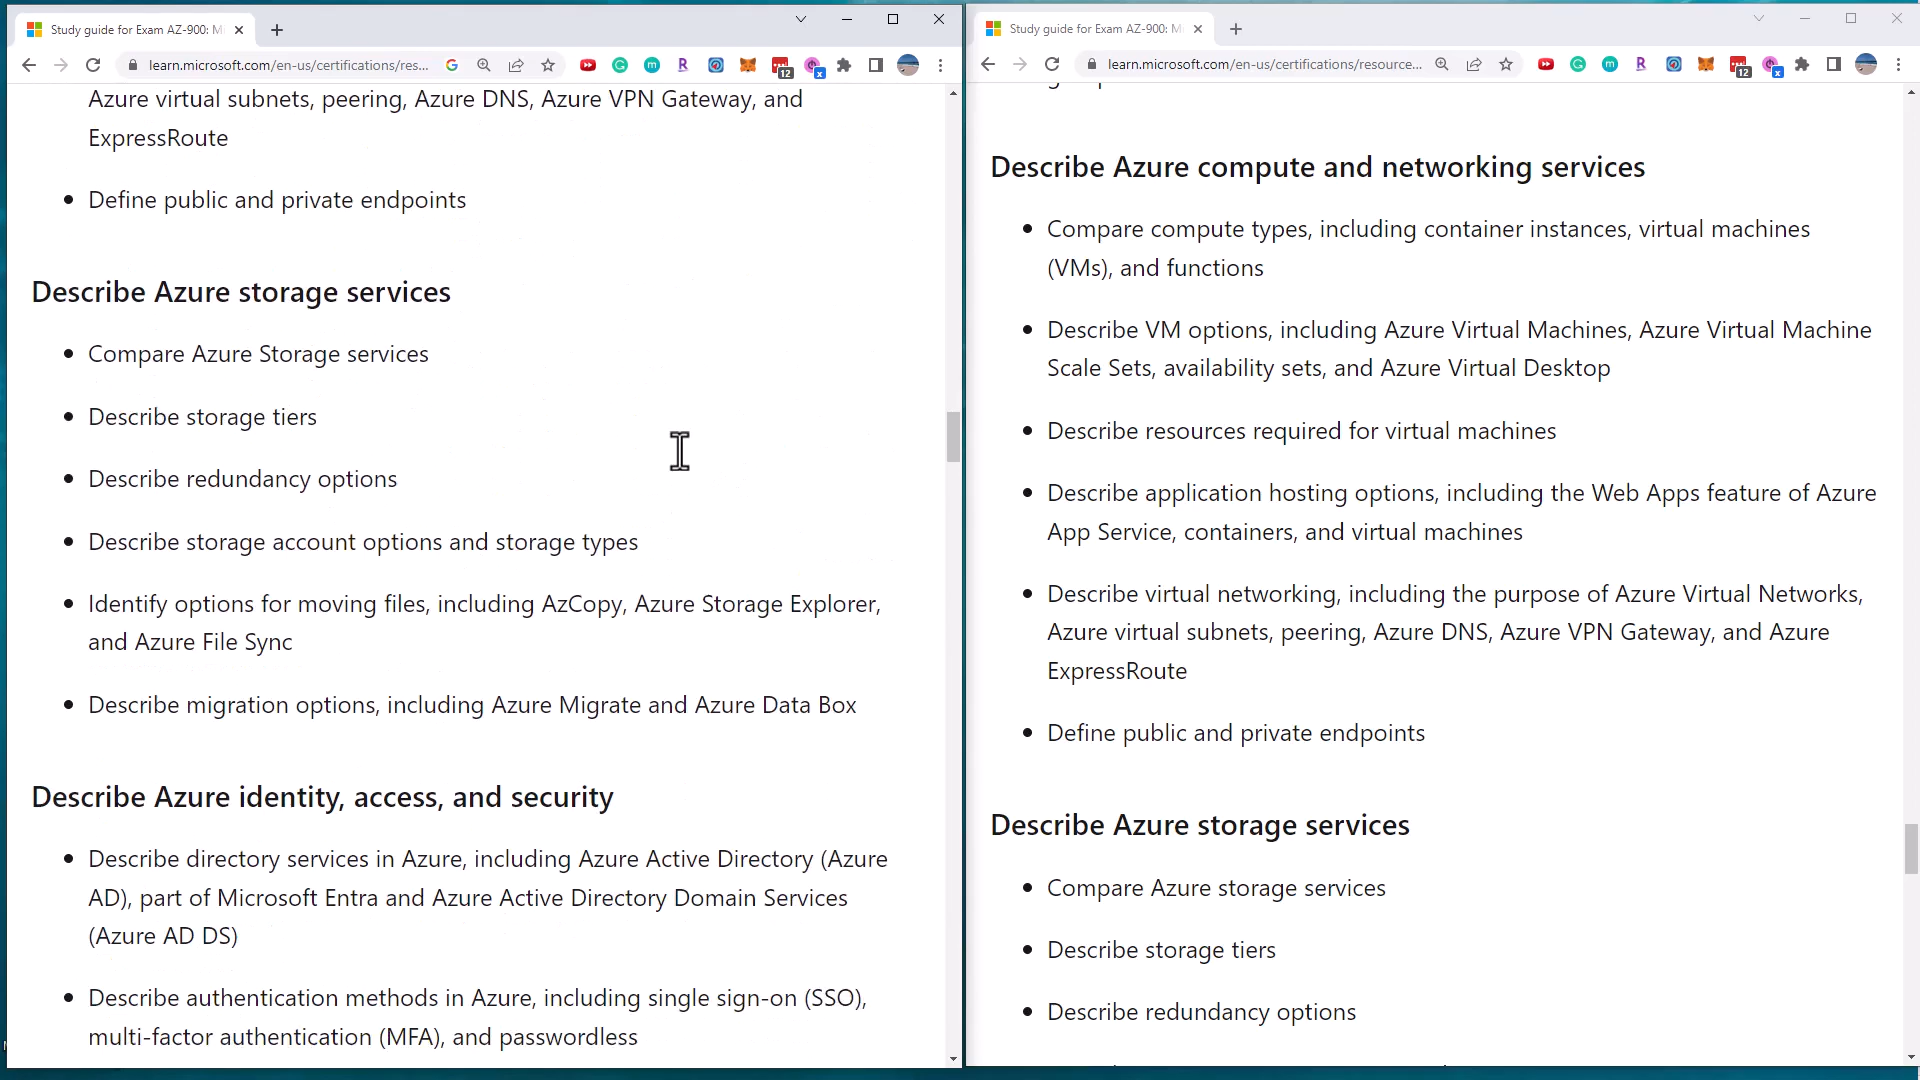 Study guide for Exam AZ-900: M
learn.microsoft.com/en-us/certifications/res...
12
x
Azure virtual subnets, peering, Azure DNS, Azure VPN Gateway, and
ExpressRoute
Define public and private endpoints
Describe Azure storage services
Compare Azure Storage services
Describe storage tiers
Describe redundancy options
Describe storage account options and storage types
Identify options for moving files, including AzCopy, Azure Storage Explorer,
and Azure File Sync
Describe migration options, including Azure Migrate and Azure Data Box
Describe Azure identity, access, and security
Describe directory services in Azure, including Azure Active Directory (Azure
AD), part of Microsoft Entra and Azure Active Directory Domain Services
(Azure AD DS)
Describe authentication methods in Azure, including single sign-on (SSO),
multi-factor authentication (MFA), and passwordless
Study guide for Exam AZ-900: M
learn.microsoft.com/en-us/certifications/resource...
12
x
Describe Azure compute and networking services
Compare compute types, including container instances, virtual machines
(VMs), and functions
Describe VM options, including Azure Virtual Machines, Azure Virtual Machine
Scale Sets, availability sets, and Azure Virtual Desktop
Describe resources required for virtual machines
Describe application hosting options, including the Web Apps feature of Azure
App Service, containers, and virtual machines
Describe virtual networking, including the purpose of Azure Virtual Networks,
Azure virtual subnets, peering, Azure DNS, Azure VPN Gateway, and Azure
ExpressRoute
Define public and private endpoints
Describe Azure storage services
Compare Azure storage services
Describe storage tiers
Describe redundancy options